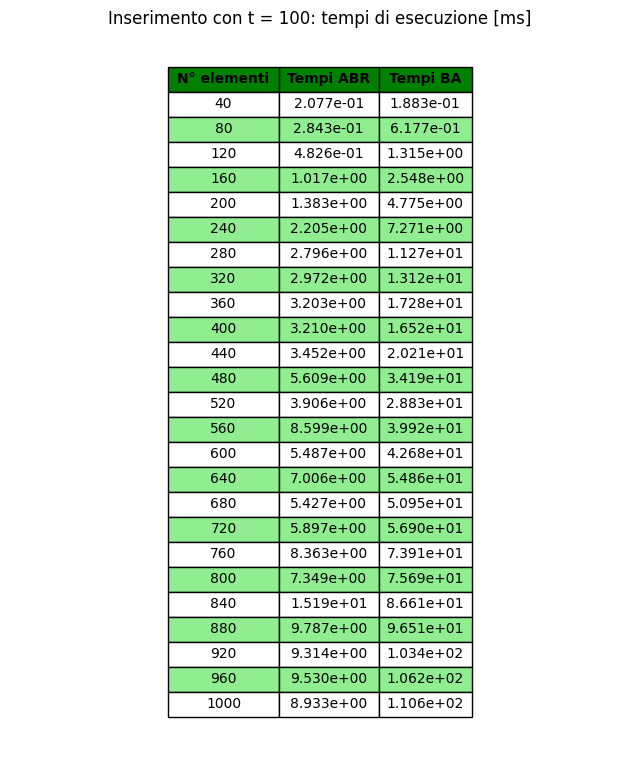 Inserimento con t = 100: tempi di esecuzione [ms]
N° elementi Tempi ABR Tempi BA
40 2.077e-01 1.883e-01
80 2.843e-01 6.177e-01
120 4.826e-01 1.315e+00
160 1.017e+00 2.548e+00
200 1.383e+00 4.775e+00
240 2.205e+00 7.271e+00
280 2.796e+00 1.127e+01
320 2.972e+00 1.312e+01
360 3.203e+00 1.728e+01
400 3.210e+00 1.652e+01
440 3.452e+00 2.021e+01
480 5.609e+00 3.419e+01
520 3.906e+00 2.883e+01
560 8.599e+00 3.992e+01
600 5.487e+00 4.268e+01
640 7.006e+00 5.486e+01
680 5.427e+00 5.095e+01
720 5.897e+00 5.690e+01
760 8.363e+00 7.391e+01
800 7.349e+00 7.569e+01
840 1.519e+01 8.661e+01
880 9.787e+00 9.651e+01
920 9.314e+00 1.034e+02
960 9.530e+00 1.062e+02
1000 8.933e+00 1.106e+02